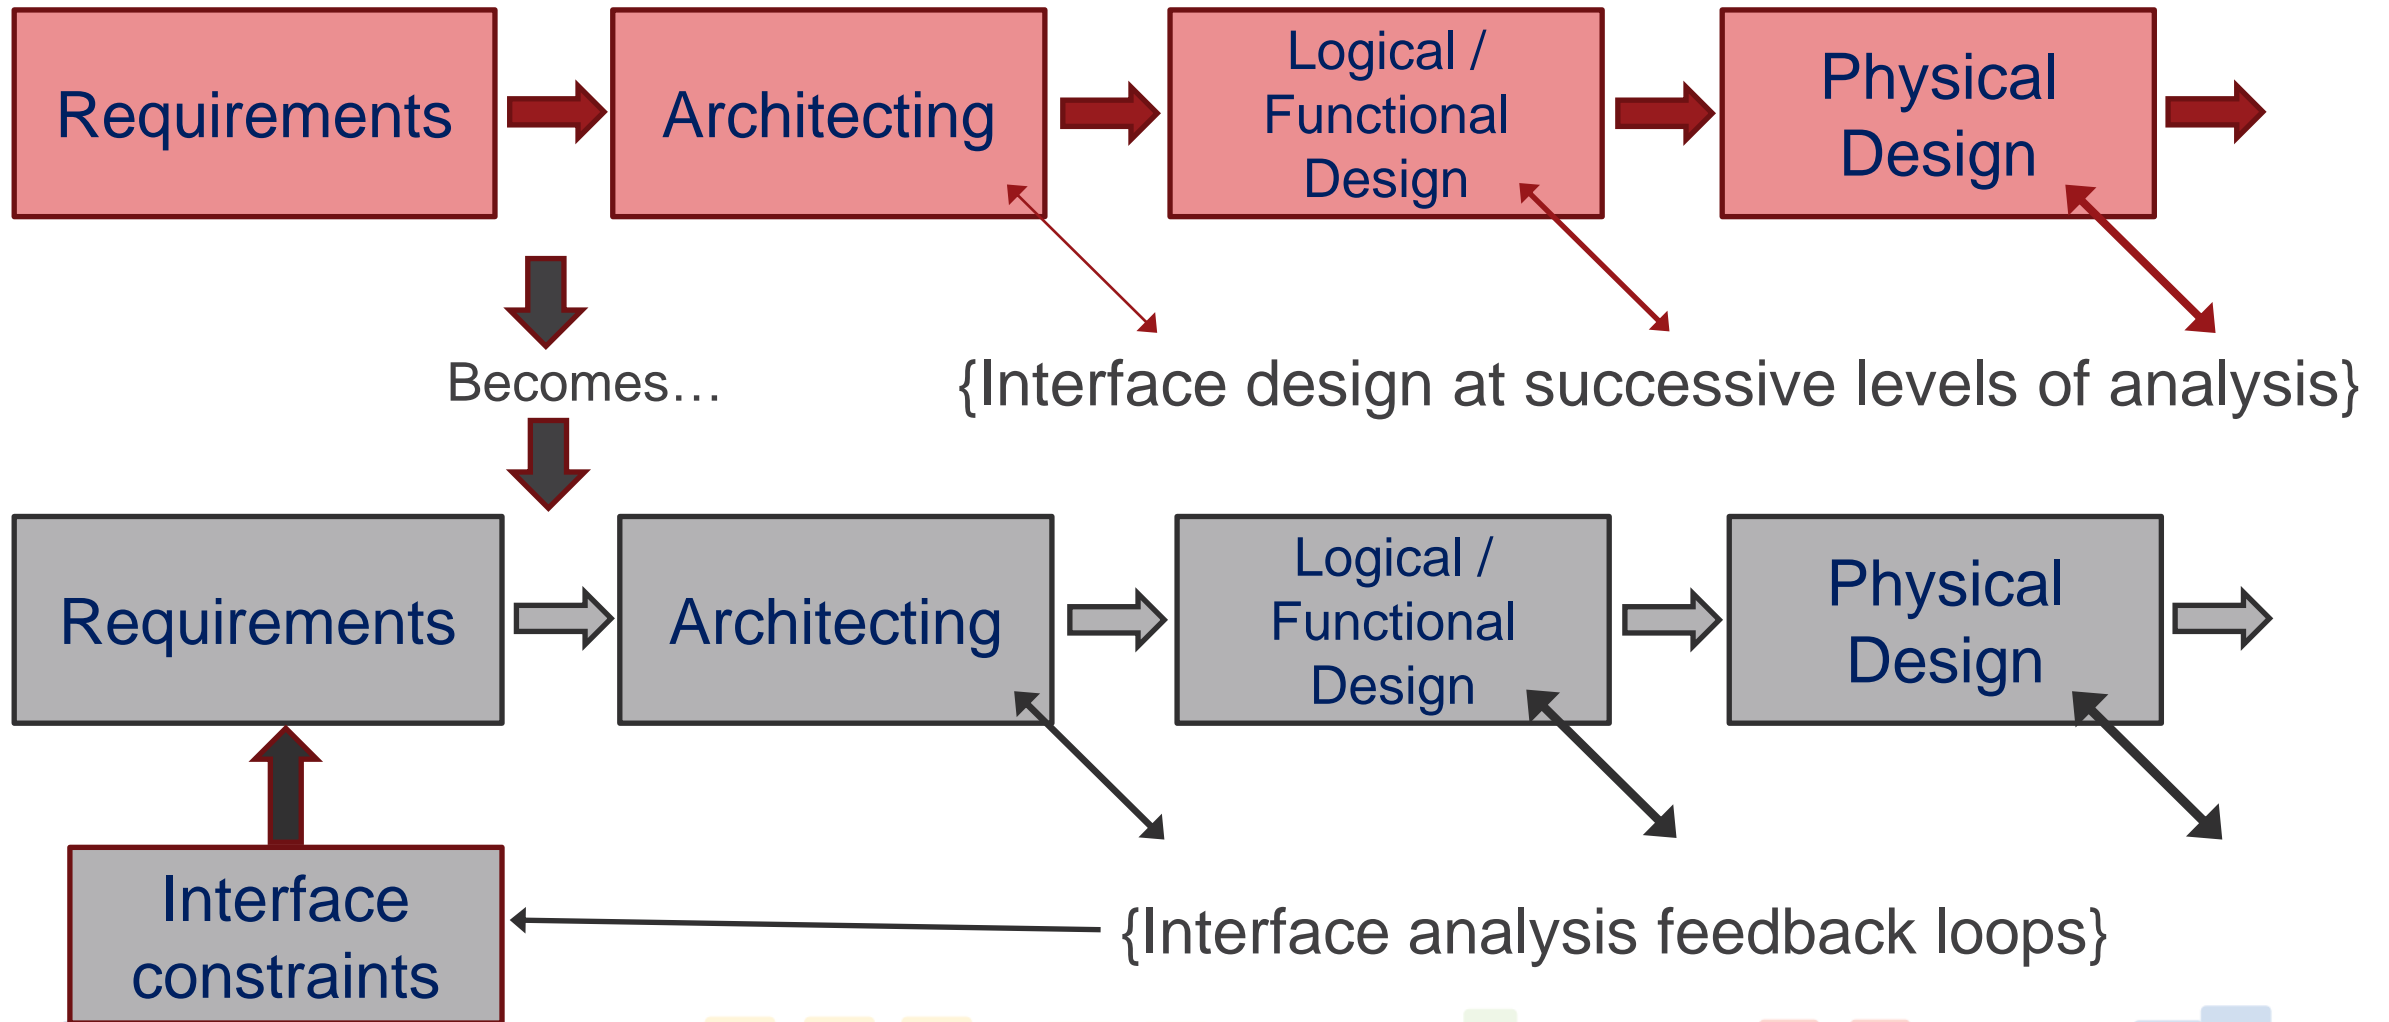 Requirements
Architecting
Logical /
Functional
Design
Physical
Design
Becomes…
{Interface design at successive levels of analysis}
Requirements
Architecting
Logical /
Functional
Design
Physical
Design
Interface
constraints
{Interface analysis feedback loops}